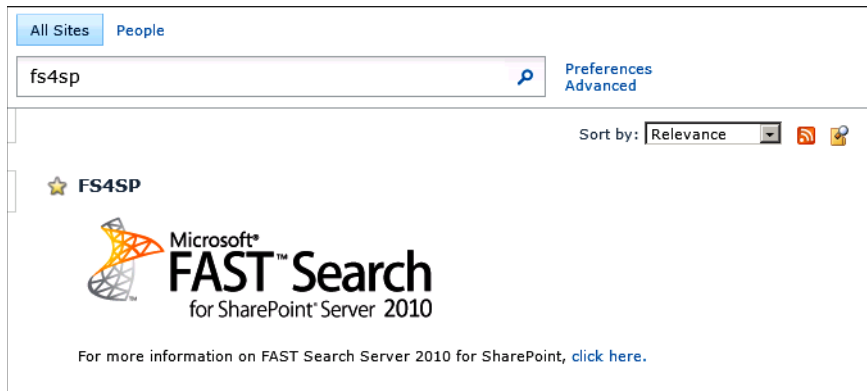 All Sites People
fs4sp
Preferences
Advanced
Sort by: Relevance
FS4SP
Microsoft®
FAST™ Search
for SharePoint® Server 2010
For more information on FAST Search Server 2010 for SharePoint, click here.